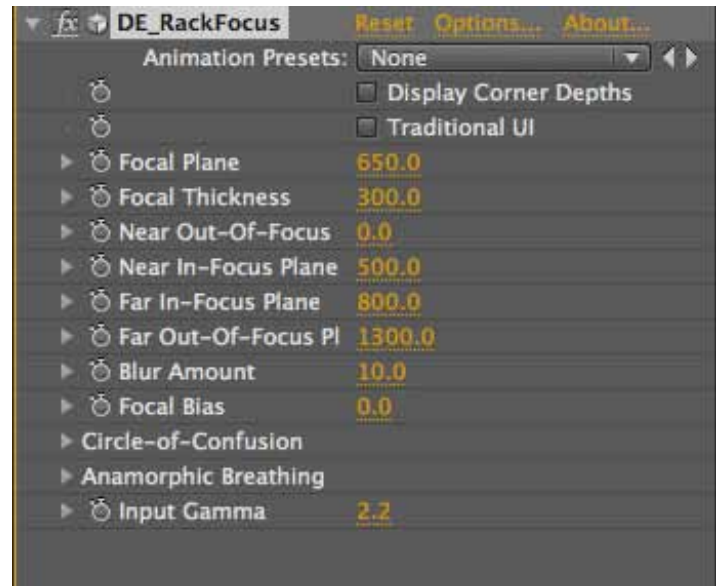 fx DE_RackFocus Reset Options... About...
Animation Presets: None
Display Corner Depths
Traditional UI
Focal Plane 650.0
Focal Thickness 300.0
Near Out-Of-Focus 0.0
Near In-Focus Plane 500.0
Far In-Focus Plane 800.0
Far Out-Of-Focus Pl 1300.0
Blur Amount 10.0
Focal Bias 0.0
Circle-of-Confusion
Anamorphic Breathing
Input Gamma 2.2